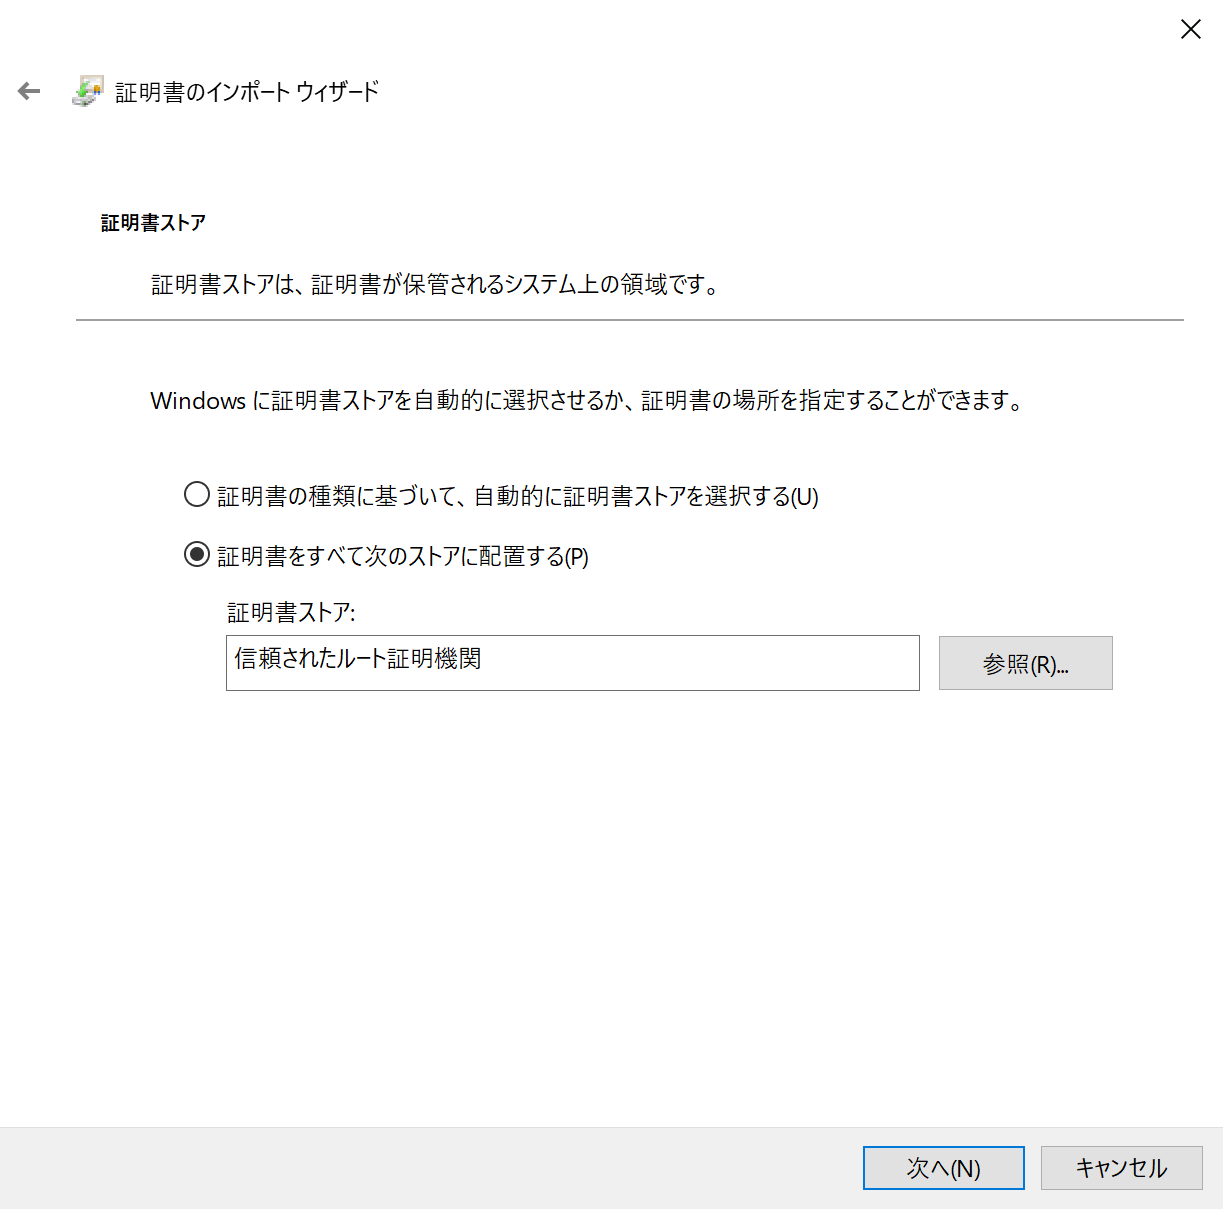 証明書のインポート ウィザード
証明書ストア
証明書ストアは、証明書が保管されるシステム上の領域です。
Windows に証明書ストアを自動的に選択させるか、証明書の場所を指定することができます。
証明書の種類に基づいて、自動的に証明書ストアを選択する(U)
証明書をすべて次のストアに配置する(P)
証明書ストア:
信頼されたルート証明機関
参照(R)...
次へ(N)
キャンセル